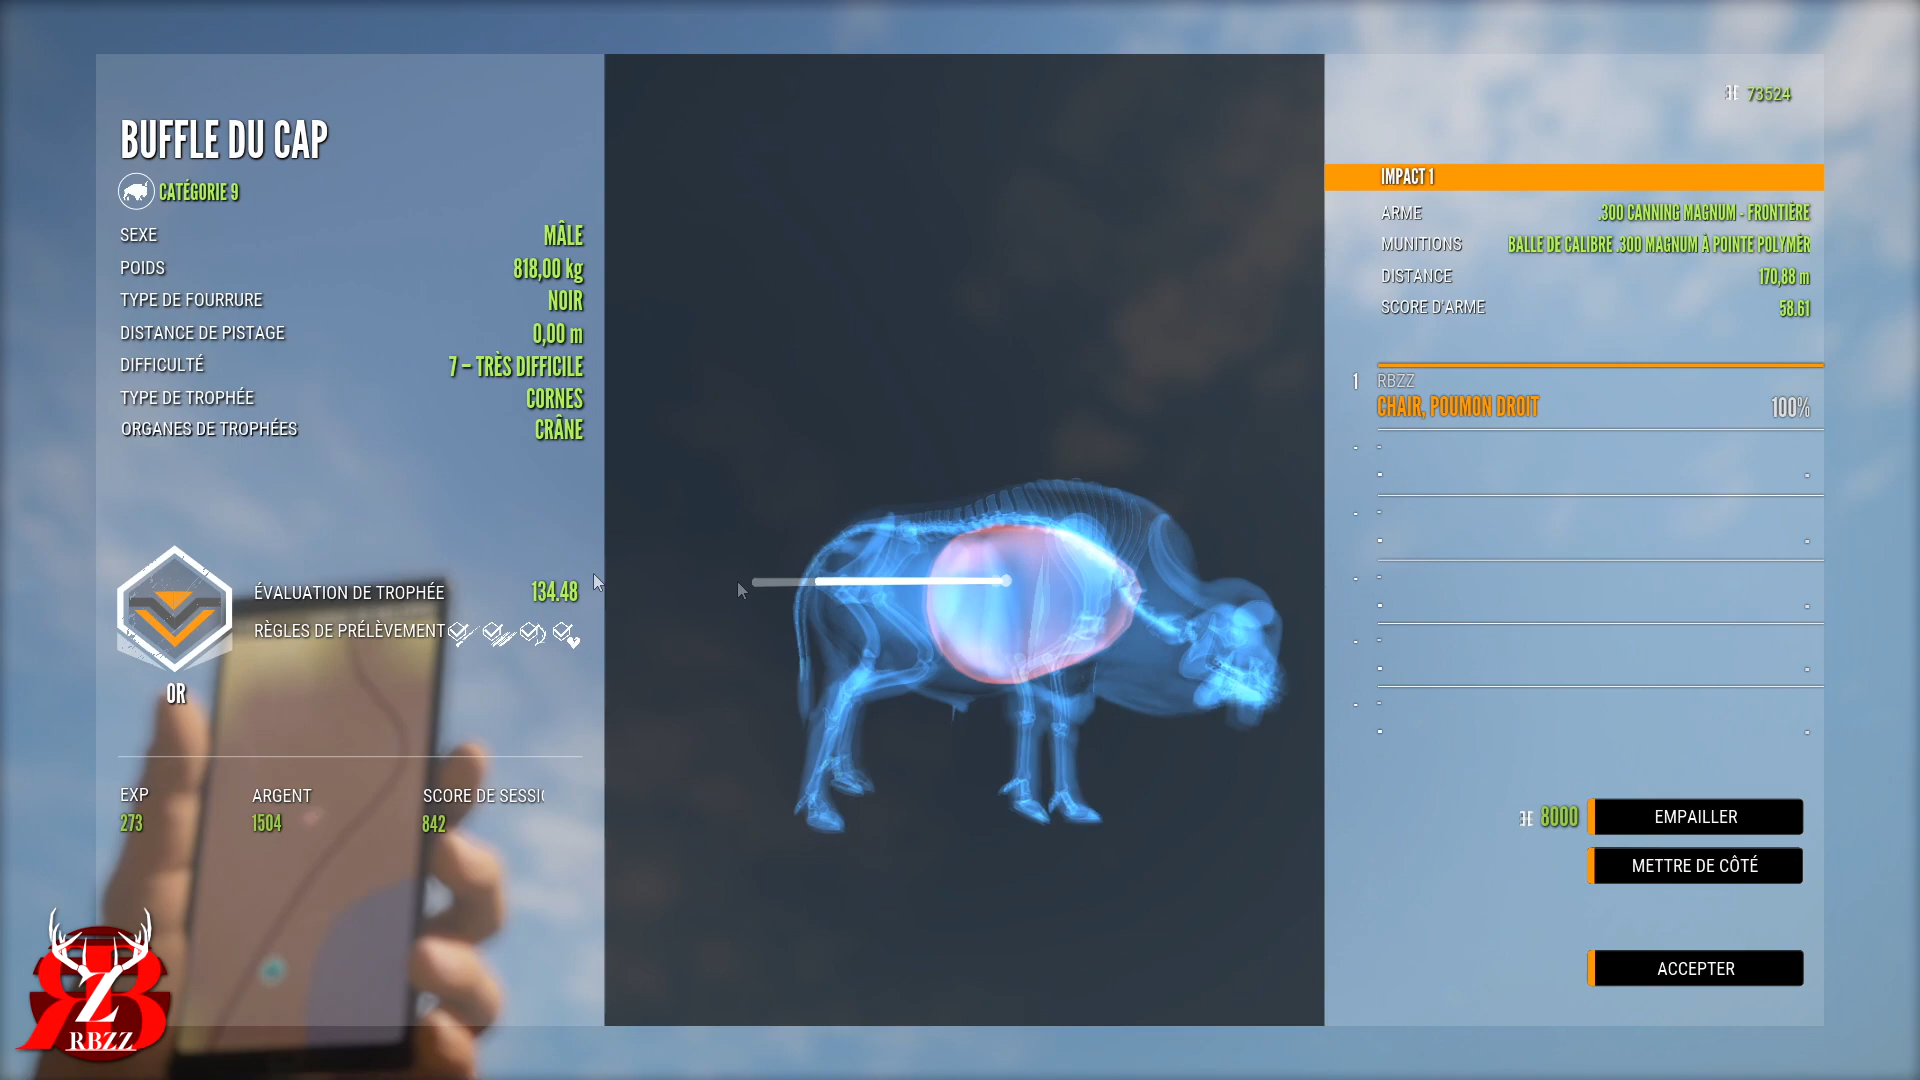 BUFFLE DU CAP
CATÉGORIE 9
SEXE MÂLE
POIDS 818,00 kg
TYPE DE FOURRURE NOIR
DISTANCE DE PISTAGE 0,00 m
DIFFICULTÉ 7 – TRÈS DIFFICILE
TYPE DE TROPHÉE CORNES
ORGANES DE TROPHÉES CRÂNE
ÉVALUATION DE TROPHÉE 134.48
RÈGLES DE PRÉLÈVEMENT
OR
EXP ARGENT SCORE DE SESSI
273 1504 842
RBZZ
73524
IMPACT 1
ARME .300 CANNING MAGNUM - FRONTIÈRE
MUNITIONS BALLE DE CALIBRE .300 MAGNUM À POINTE POLYMÈR
DISTANCE 170,88 m
SCORE D'ARME 58.61
1 RBZZ
CHAIR, POUMON DROIT 100%
- -
- -
- -
- -
- -
- -
- -
- -
- -
- -
8000 EMPAILLER
METTRE DE CÔTÉ
ACCEPTER